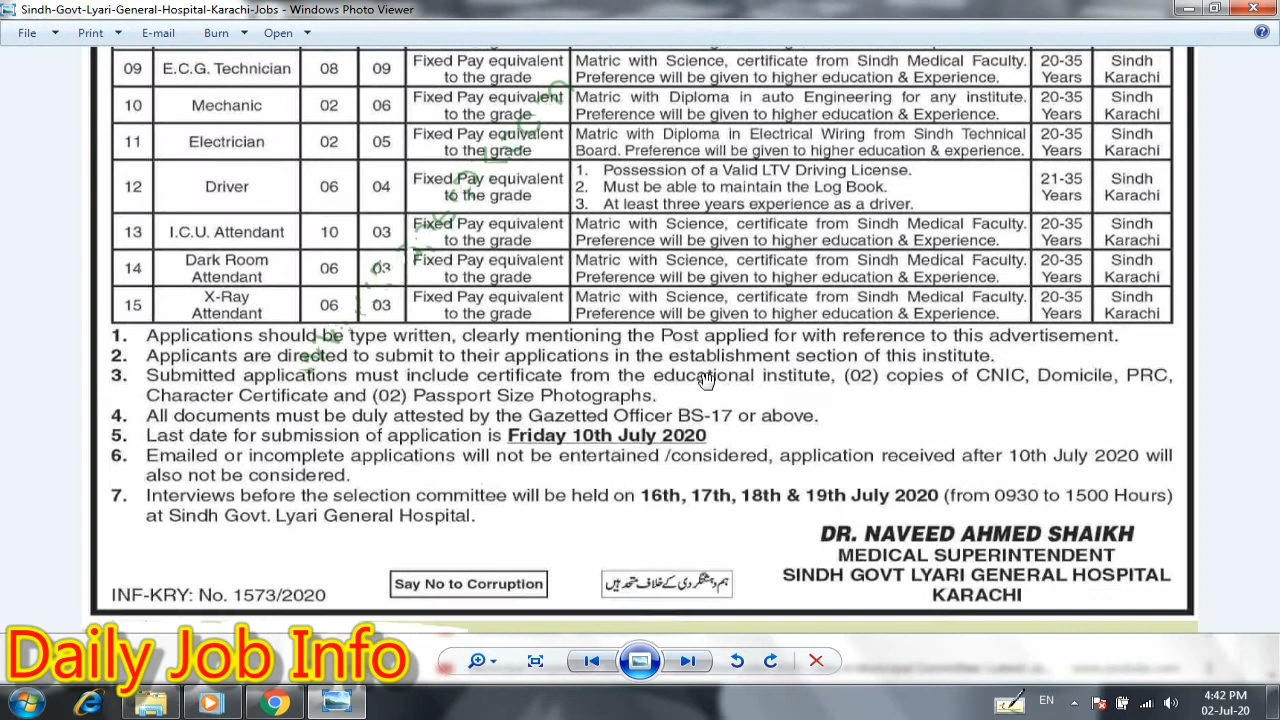 Sindh-Govt-Lyari-General-Hospital-Karachi-Jobs - Windows Photo Viewer
File Print E-mail Burn Open
09 E.C.G. Technician 08 09 Fixed Pay equivalent to the grade Matric with Science, certificate from Sindh Medical Faculty. 20-35 Sindh
Preference will be given to higher education & Experience. Years Karachi
10 Mechanic 02 06 Fixed Pay equivalent to the grade Matric with Diploma in auto Engineering for any institute. 20-35 Sindh
Preference will be given to higher education & Experience. Years Karachi
11 Electrician 02 05 Fixed Pay equivalent to the grade Matric with Diploma in Electrical Wiring from Sindh Technical 20-35 Sindh
Board. Preference will be given to higher education & experience. Years Karachi
12 Driver 06 04 Fixed Pay equivalent to the grade 1. Possession of a Valid LTV Driving License. 21-35 Sindh
2. Must be able to maintain the Log Book. Years Karachi
3. At least three years experience as a driver.
13 I.C.U. Attendant 10 03 Fixed Pay equivalent to the grade Matric with Science, certificate from Sindh Medical Faculty. 20-35 Sindh
Preference will be given to higher education & Experience. Years Karachi
14 Dark Room Attendant 06 03 Fixed Pay equivalent to the grade Matric with Science, certificate from Sindh Medical Faculty. 20-35 Sindh
Preference will be given to higher education & Experience. Years Karachi
15 X-Ray Attendant 06 03 Fixed Pay equivalent to the grade Matric with Science, certificate from Sindh Medical Faculty. 20-35 Sindh
Preference will be given to higher education & Experience. Years Karachi
1. Applications should be type written, clearly mentioning the Post applied for with reference to this advertisement.
2. Applicants are directed to submit to their applications in the establishment section of this institute.
3. Submitted applications must include certificate from the educational institute, (02) copies of CNIC, Domicile, PRC,
Character Certificate and (02) Passport Size Photographs.
4. All documents must be duly attested by the Gazetted Officer BS-17 or above.
5. Last date for submission of application is Friday 10th July 2020
6. Emailed or incomplete applications will not be entertained /considered, application received after 10th July 2020 will
also not be considered.
7. Interviews before the selection committee will be held on 16th, 17th, 18th & 19th July 2020 (from 0930 to 1500 Hours)
at Sindh Govt. Lyari General Hospital.
DR. NAVEED AHMED SHAIKH
MEDICAL SUPERINTENDENT
SINDH GOVT LYARI GENERAL HOSPITAL
KARACHI
INF-KRY: No. 1573/2020
Say No to Corruption
ہم دہشتگردی کے خلاف متحد ہیں
Daily Job Info
EN
4:42 PM
02-Jul-20